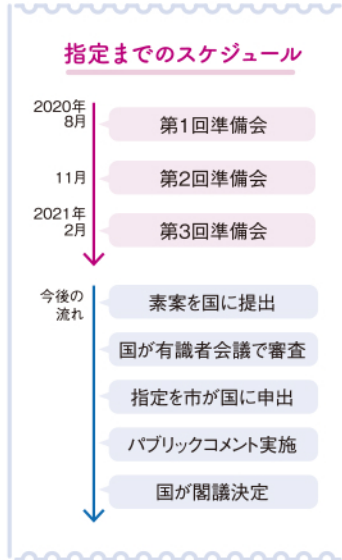 指定までのスケジュール
2020年
8月
第1回準備会
11月
第2回準備会
2021年
2月
第3回準備会
今後の
流れ
素案を国に提出
国が有識者会議で審査
指定を市が国に申出
パブリックコメント実施
国が閣議決定